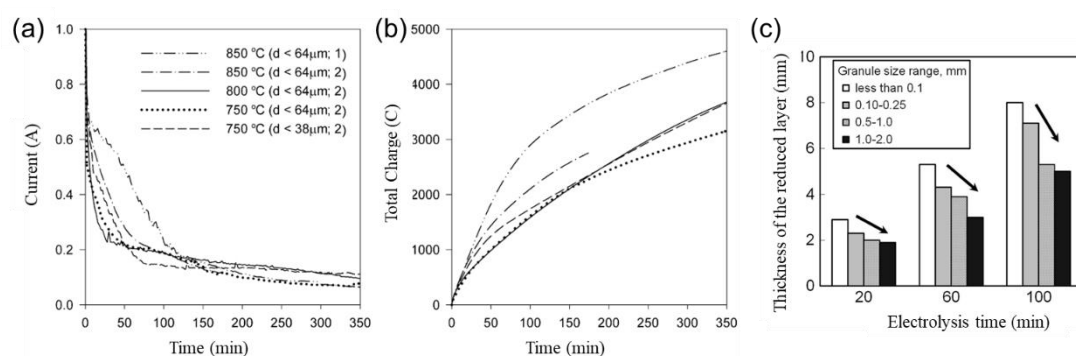 (a)
1.0
0.8
0.6
0.4
0.2
0.0
Current (A)
850 °C (d < 64μm; 1)
850 °C (d < 64μm; 2)
800 °C (d < 64μm; 2)
750 °C (d < 64μm; 2)
750 °C (d < 38μm; 2)
0 50 100 150 200 250 300 350
Time (min)
(b)
5000
4000
3000
2000
1000
0
Total Charge (C)
0 50 100 150 200 250 300 350
Time (min)
(c)
10
8
6
4
2
0
Thickness of the reduced layer (mm)
Granule size range, mm
less than 0.1
0.10-0.25
0.5-1.0
1.0-2.0
20 60 100
Electrolysis time (min)